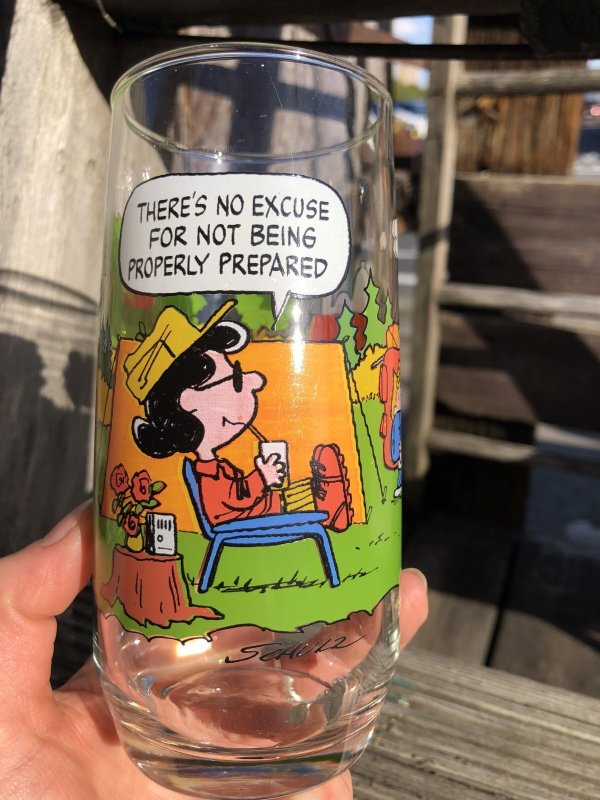 THERE'S NO EXCUSE
FOR NOT BEING
PROPERLY PREPARED
SCHULZ